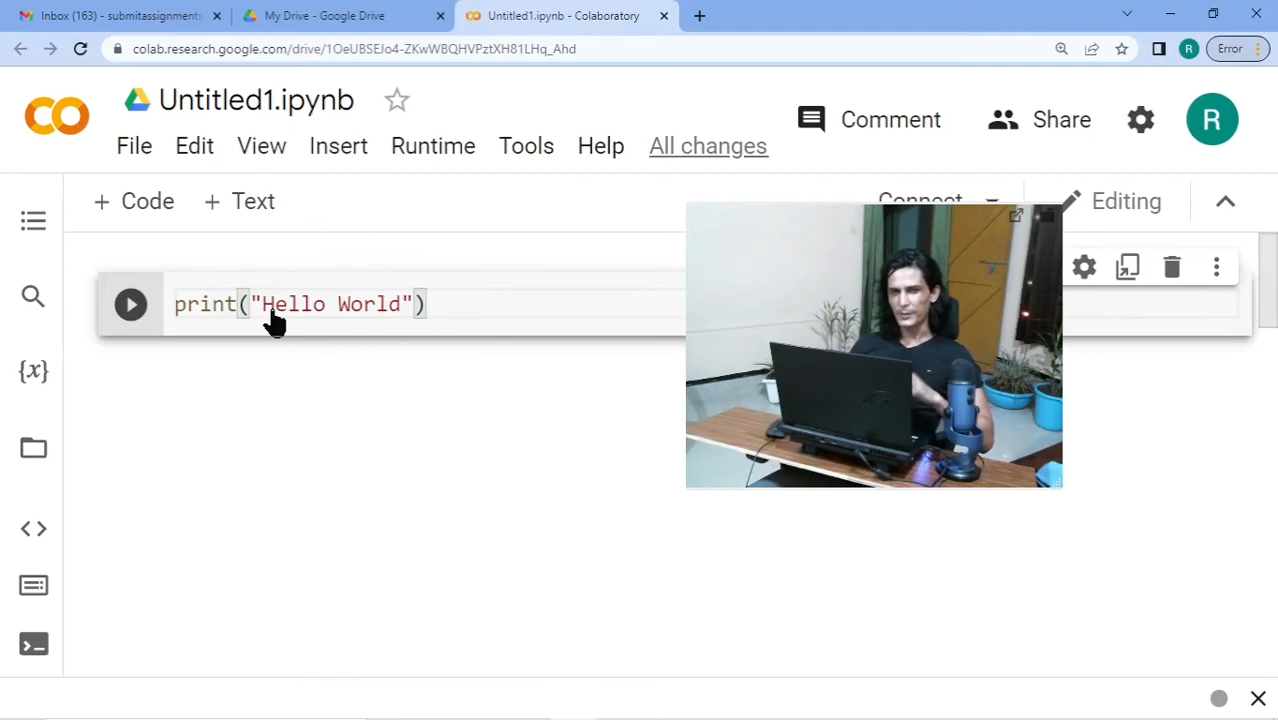 Inbox (163) - submitassignments
My Drive - Google Drive
Untitled1.ipynb - Colaboratory
colab.research.google.com/drive/1OeUBSEJo4-ZKwWBQHVPztXH81LHq_Ahd
R
Error
Untitled1.ipynb
Comment
Share
R
File Edit View Insert Runtime Tools Help All changes
+ Code + Text
Connect
Editing
print("Hello World")
{x}